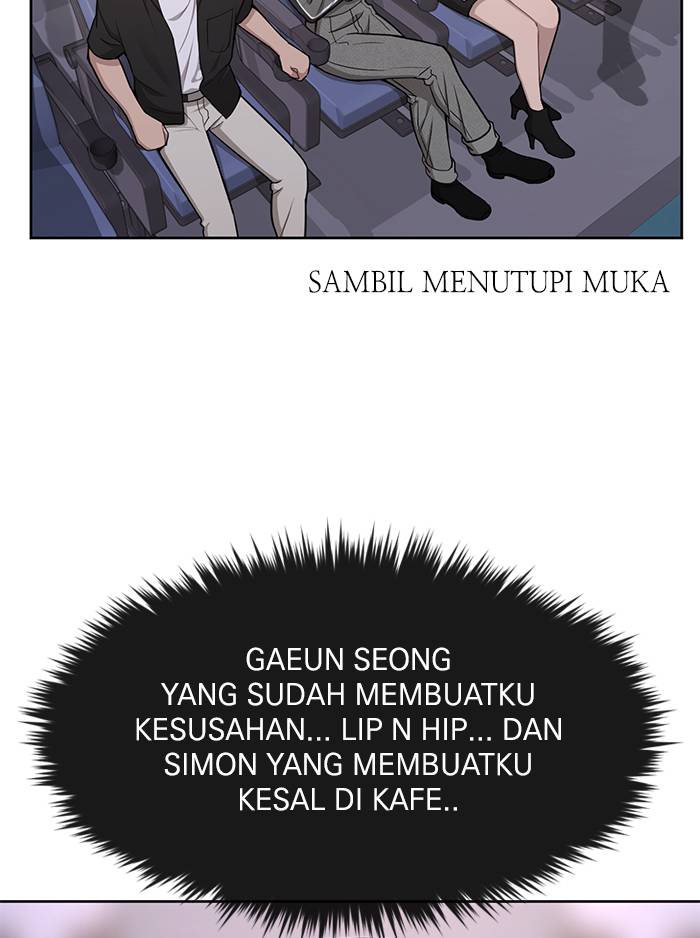 SAMBIL MENUTUPI MUKA
GAEUN SEONG
YANG SUDAH MEMBUATKU
KESUSAHAN... LIP N HIP... DAN
SIMON YANG MEMBUATKU
KESAL DI KAFE..